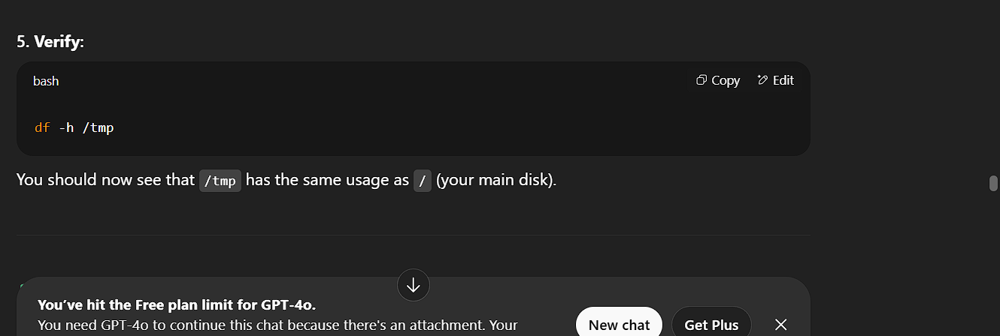 5. Verify:
bash
Copy
Edit
df -h /tmp
You should now see that /tmp has the same usage as / (your main disk).
You've hit the Free plan limit for GPT-4o.
You need GPT-4o to continue this chat because there's an attachment. Your
New chat
Get Plus